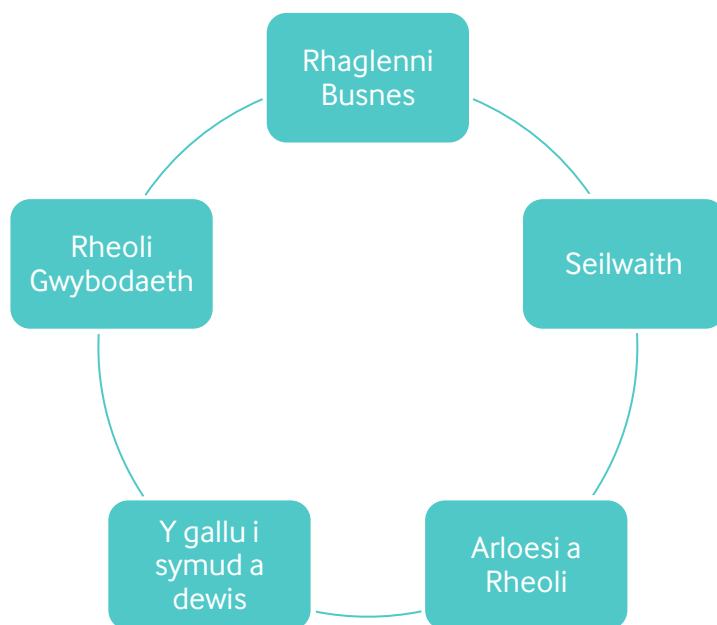 Rhaglenni
Busnes
Seilwaith
Arloesi a
Rheoli
Y gallu i
symud a
dewis
Rheoli
Gwybodaeth